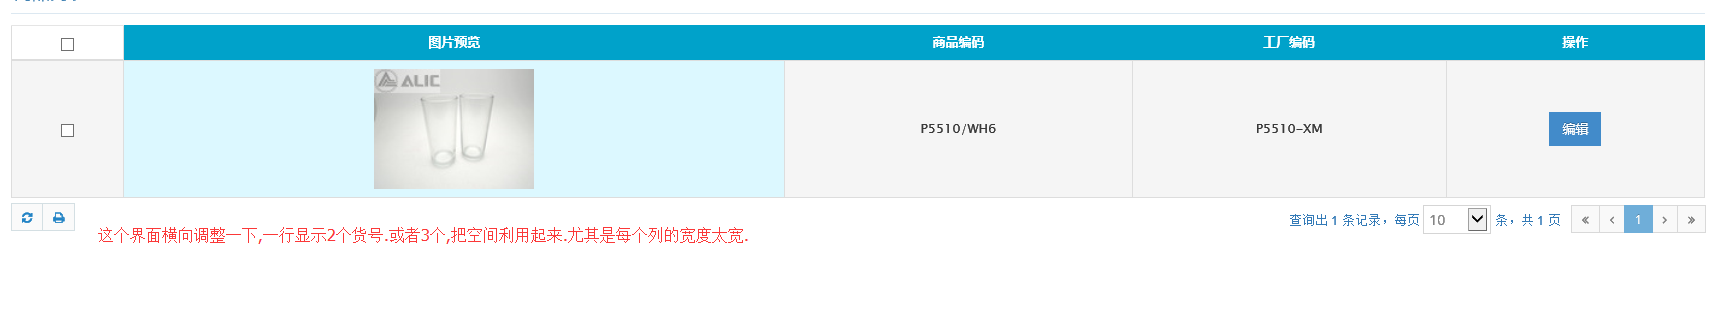 图片预览 商品编码 工厂编码 操作
ALIC
P5510/WH6 P5510-XM 编辑
查询出 1 条记录，每页 10 条，共 1 页 « ‹ 1 › »
这个界面横向调整一下,一行显示2个货号.或者3个,把空间利用起来.尤其是每个列的宽度太宽.